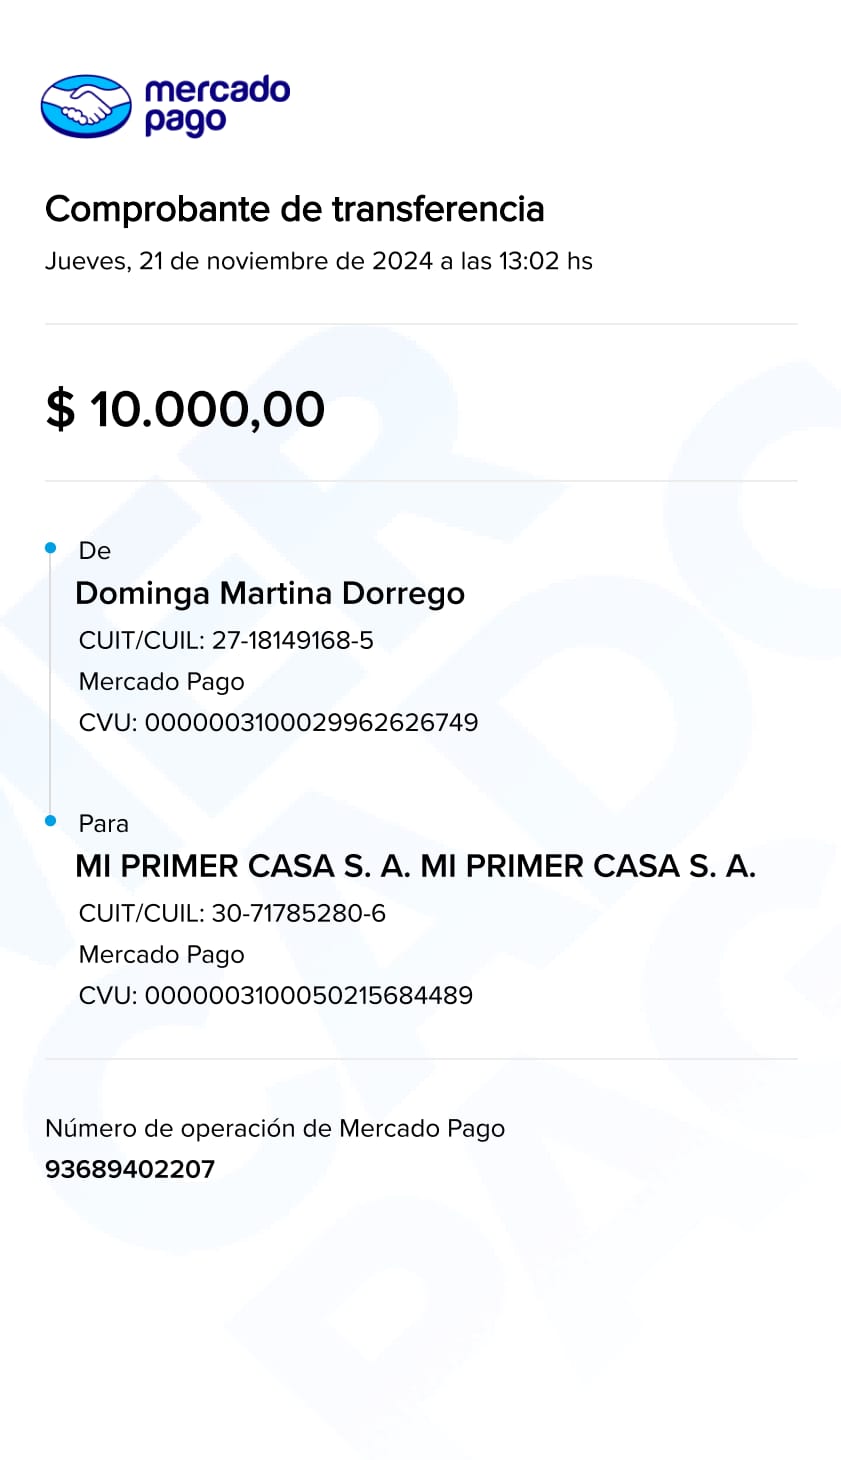 mercado
pago
Comprobante de transferencia
Jueves, 21 de noviembre de 2024 a las 13:02 hs
$ 10.000,00
De
Dominga Martina Dorrego
CUIT/CUIL: 27-18149168-5
Mercado Pago
CVU: 0000003100029962626749
Para
MI PRIMER CASA S. A. MI PRIMER CASA S. A.
CUIT/CUIL: 30-71785280-6
Mercado Pago
CVU: 0000003100050215684489
Número de operación de Mercado Pago
93689402207